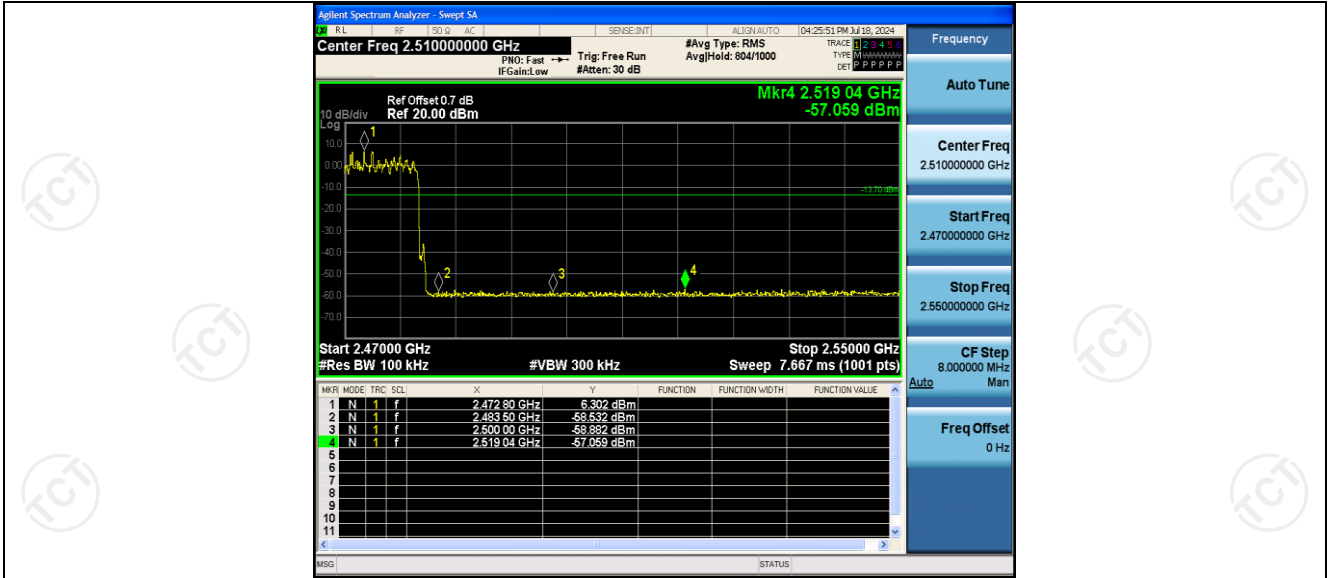 Agilent Spectrum Analyzer - Swept SA
RL RF 50 Ω AC SENSE:INT ALIGN AUTO 04:25:51 PM Jul 18, 2024
Center Freq 2.510000000 GHz
PNO: Fast
IFGain:Low
Trig: Free Run
#Atten: 30 dB
#Avg Type: RMS
Avg|Hold: 804/1000
TRACE 1 2 3 4 5 6
TYPE M
DET P P P P P P
Frequency
Mkr4 2.519 04 GHz
-57.059 dBm
Ref Offset 0.7 dB
10 dB/div Ref 20.00 dBm
Log
10.0
0.00
-10.0
-20.0
-30.0
-40.0
-50.0
-60.0
-70.0
-13.70 dBm
1
2
3
4
Start 2.47000 GHz Stop 2.55000 GHz
#Res BW 100 kHz #VBW 300 kHz Sweep 7.667 ms (1001 pts)
MKR MODE TRC SCL X Y FUNCTION FUNCTION WIDTH FUNCTION VALUE
1 N 1 f 2.472 80 GHz 6.302 dBm
2 N 1 f 2.483 50 GHz -58.532 dBm
3 N 1 f 2.500 00 GHz -58.882 dBm
4 N 1 f 2.519 04 GHz -57.059 dBm
5
6
7
8
9
10
11
MSG STATUS
Auto Tune
Center Freq
2.510000000 GHz
Start Freq
2.470000000 GHz
Stop Freq
2.550000000 GHz
CF Step
8.000000 MHz
Auto Man
Freq Offset
0 Hz
TCT
TCT
TCT
TCT
TCT
TCT